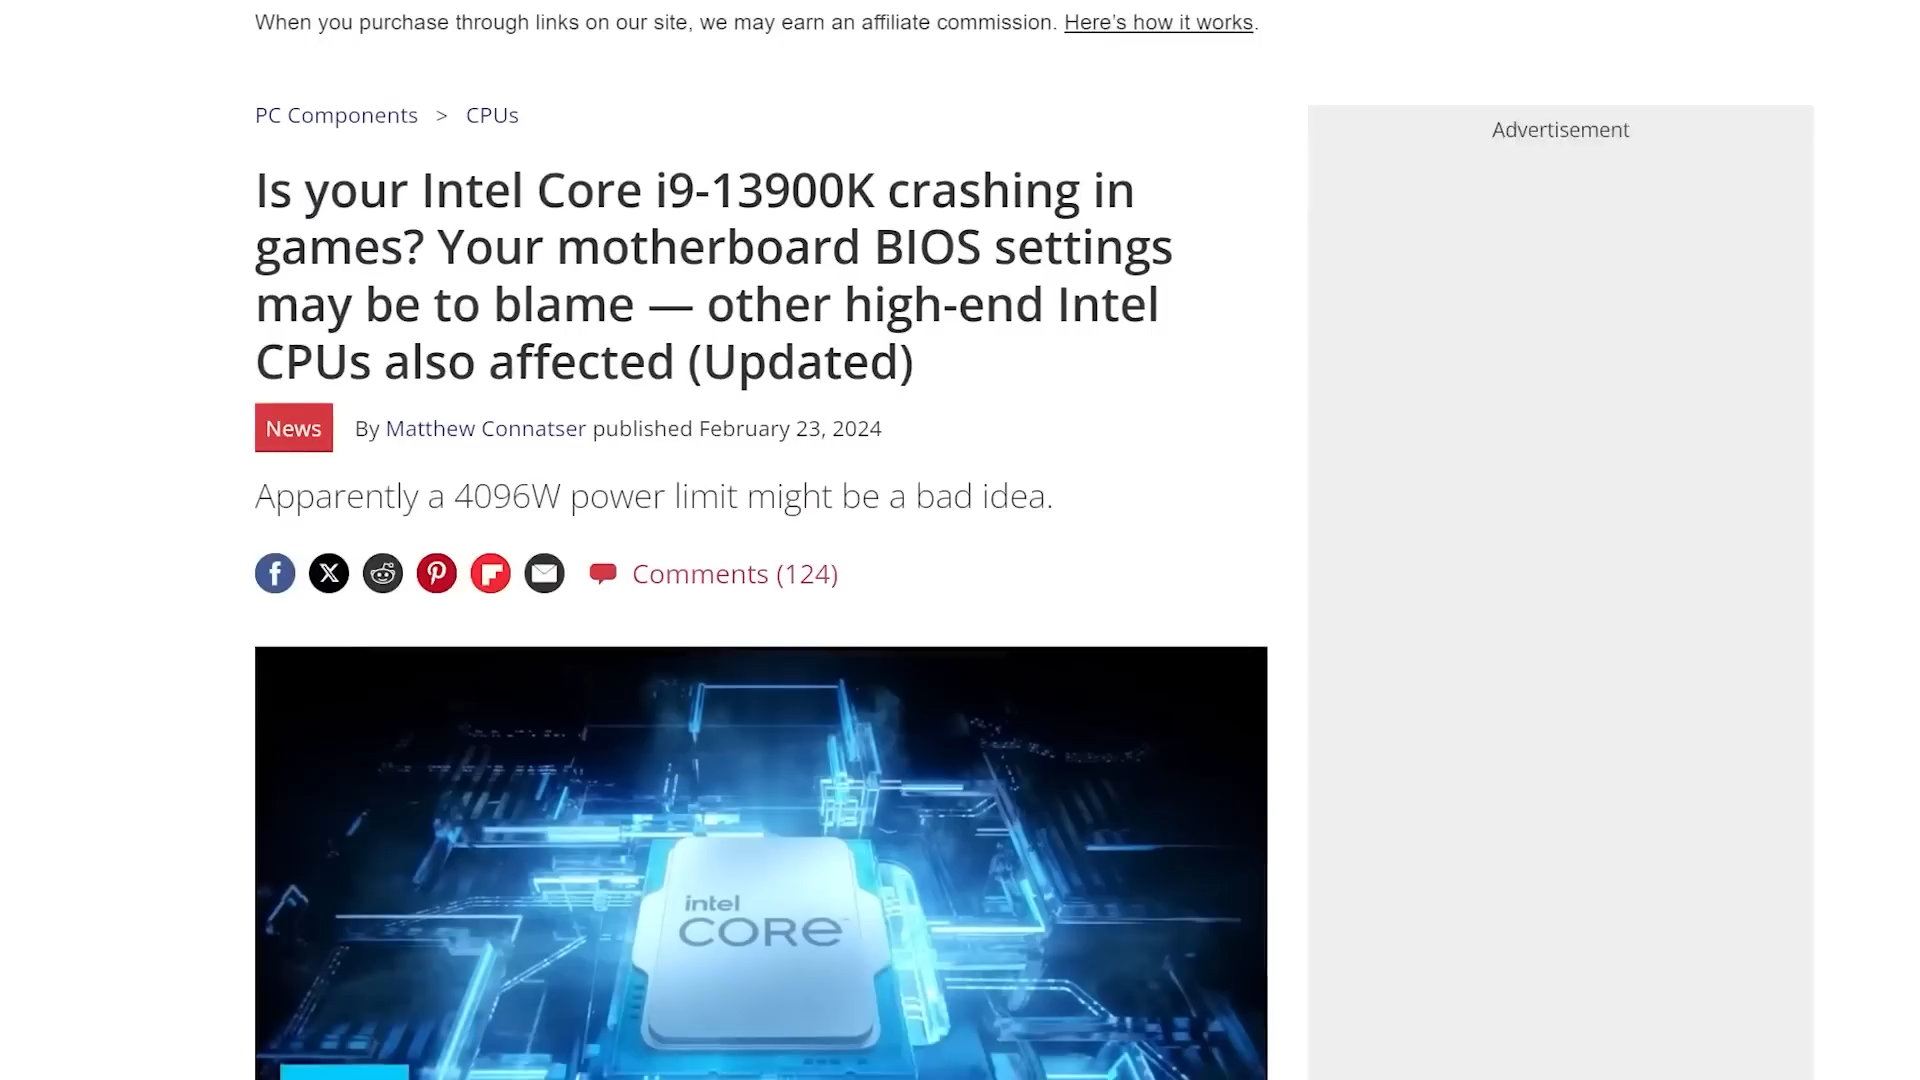 When you purchase through links on our site, we may earn an affiliate commission. Here’s how it works.
PC Components > CPUs
Advertisement
Is your Intel Core i9-13900K crashing in
games? Your motherboard BIOS settings
may be to blame — other high-end Intel
CPUs also affected (Updated)
News By Matthew Connatser published February 23, 2024
Apparently a 4096W power limit might be a bad idea.
Comments (124)
intel
CORE